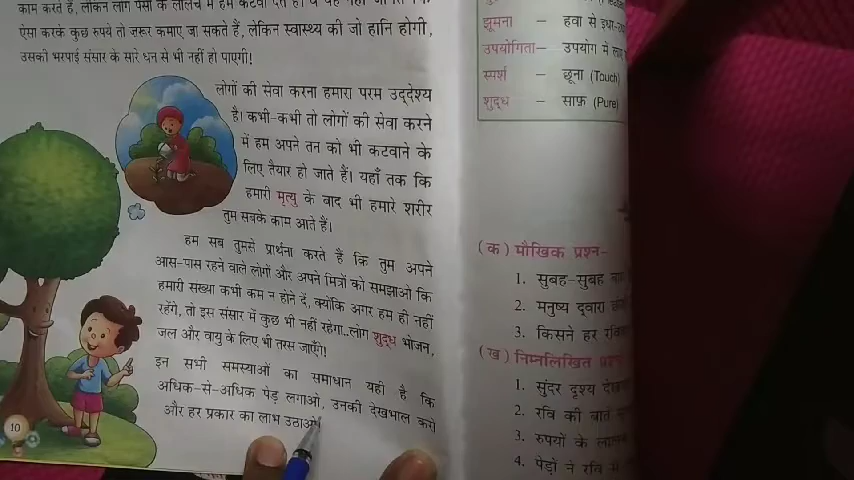 काम करते हैं, लेकिन लोग पैसों के लालच में हमें कटवा देते हैं।
ऐसा करके कुछ रुपये तो ज़रूर कमाए जा सकते हैं, लेकिन स्वास्थ्य की जो हानि होगी,
उसकी भरपाई संसार के सारे धन से भी नहीं हो पाएगी!
लोगों की सेवा करना हमारा परम उद्देश्य
है। कभी-कभी तो लोगों की सेवा करने
में हम अपने तन को भी कटवाने के
लिए तैयार हो जाते हैं। यहाँ तक कि
हमारी मृत्यु के बाद भी हमारे शरीर
तुम सबके काम आते हैं।
हम सब तुमसे प्रार्थना करते हैं कि तुम अपने
आस-पास रहने वाले लोगों और अपने मित्रों को समझाओ कि
हमारी संख्या कभी कम न होने दें, क्योंकि अगर हम ही नहीं
रहेंगे, तो इस संसार में कुछ भी नहीं रहेगा...लोग शुद्ध भोजन,
जल और वायु के लिए भी तरस जाएँगे!
इन सभी समस्याओं का समाधान यही है कि
अधिक-से-अधिक पेड़ लगाओ, उनकी देखभाल करो
और हर प्रकार का लाभ उठाओ
10
झूमना – हवा से इधर-उधर
उपयोगिता – उपयोग में
स्पर्श – छूना (Touch)
शुद्ध – साफ़ (Pure)
(क) मौखिक प्रश्न-
1. सुबह-सुबह
2. मनुष्य द्वारा
3. किसने हर
(ख) निम्नलिखित
1. सुंदर दृश्य
2. रवि की बात
3. रुपयों के
4. पेड़ों ने रवि